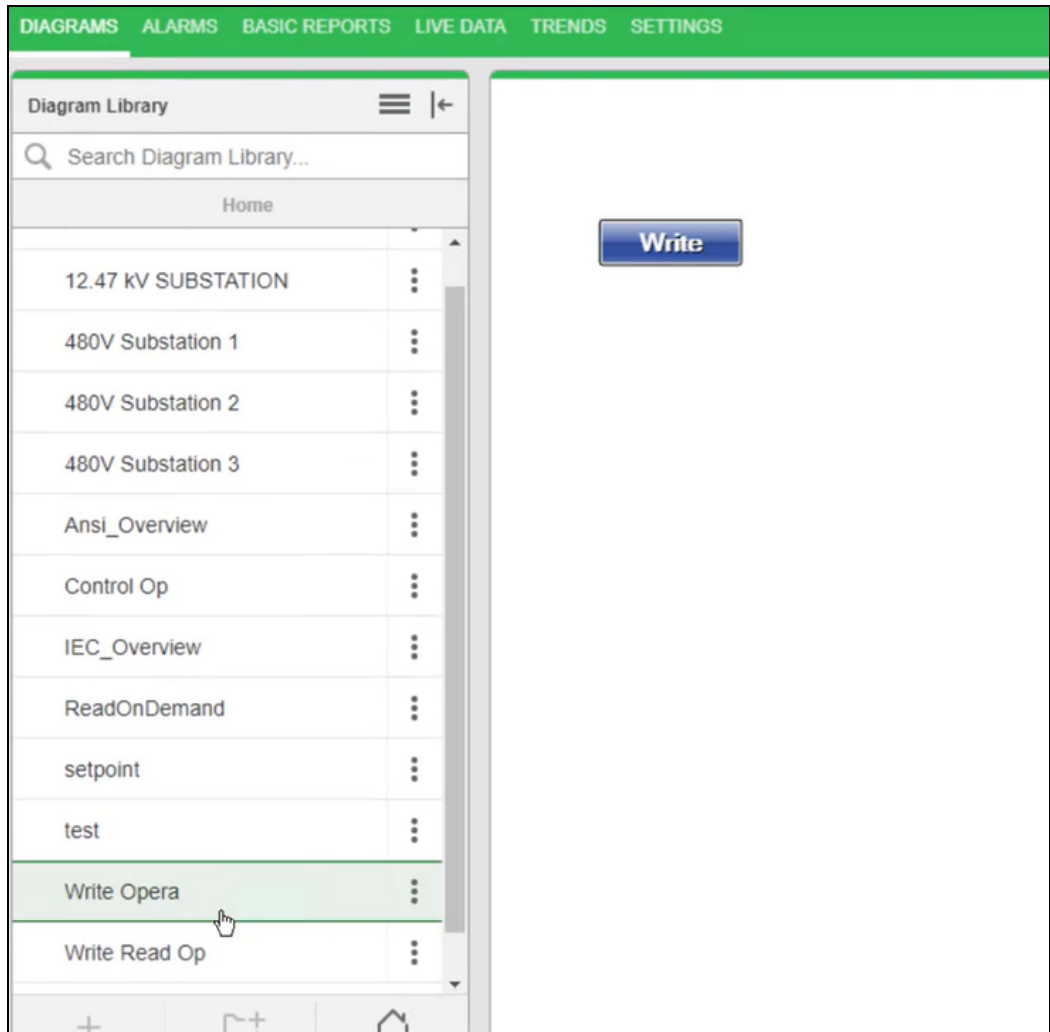 DIAGRAMS ALARMS BASIC REPORTS LIVE DATA TRENDS SETTINGS
Diagram Library
Search Diagram Library...
Home
Write
12.47 kV SUBSTATION
480V Substation 1
480V Substation 2
480V Substation 3
Ansi_Overview
Control Op
IEC_Overview
ReadOnDemand
setpoint
test
Write Opera
Write Read Op